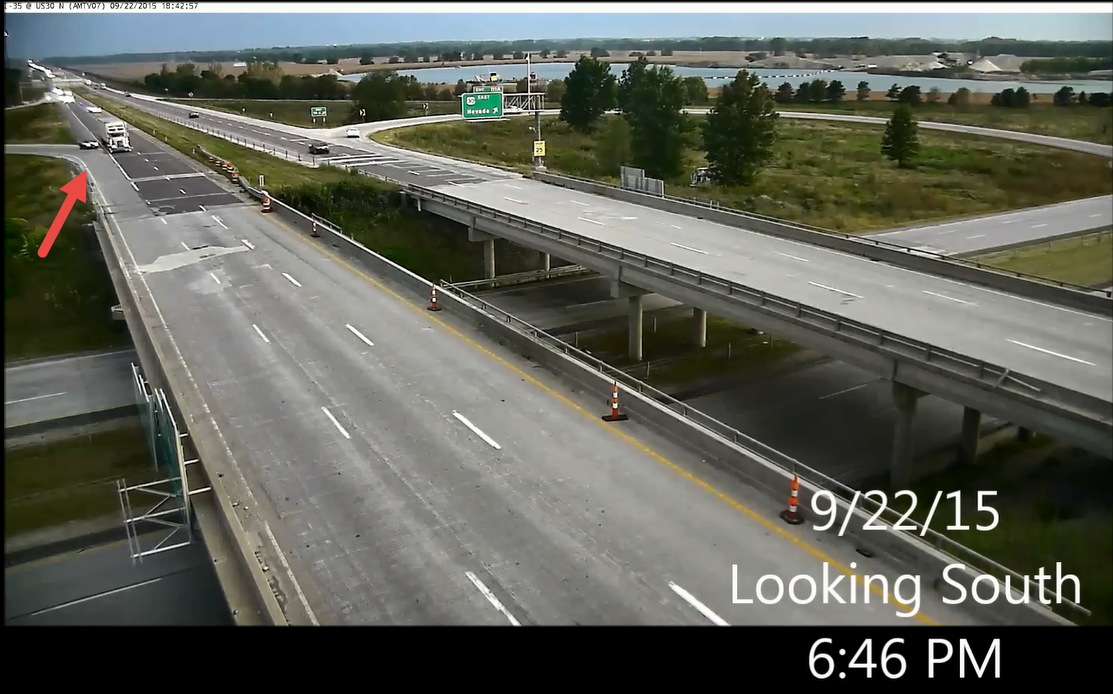 I-35 @ US30 N (AMTV07) 09/22/2015 18:42:57
EAST
30
Nevada
25
9/22/15
Looking South
6:46 PM